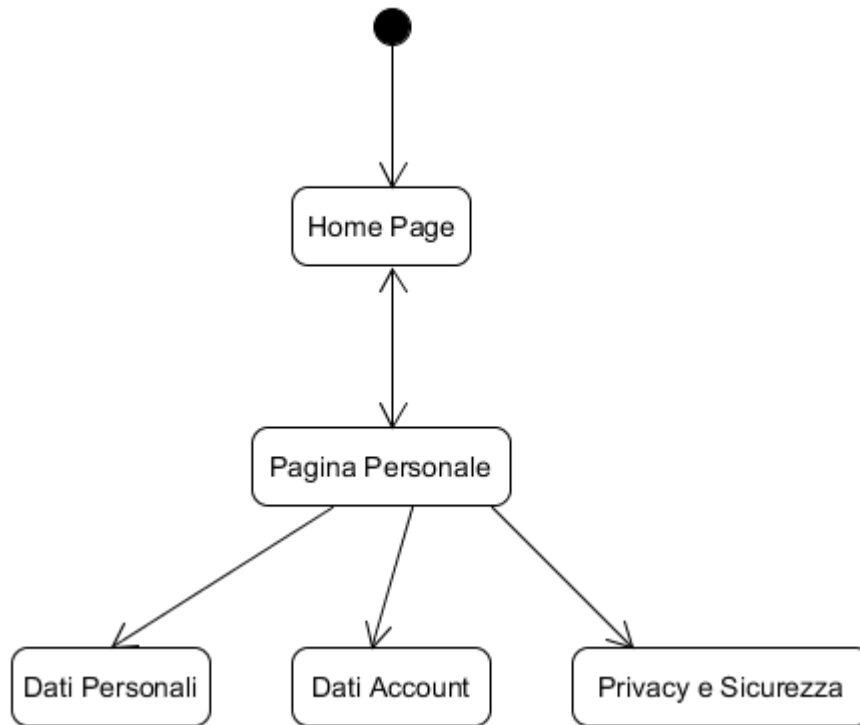 Home Page
Pagina Personale
Dati Personali
Dati Account
Privacy e Sicurezza